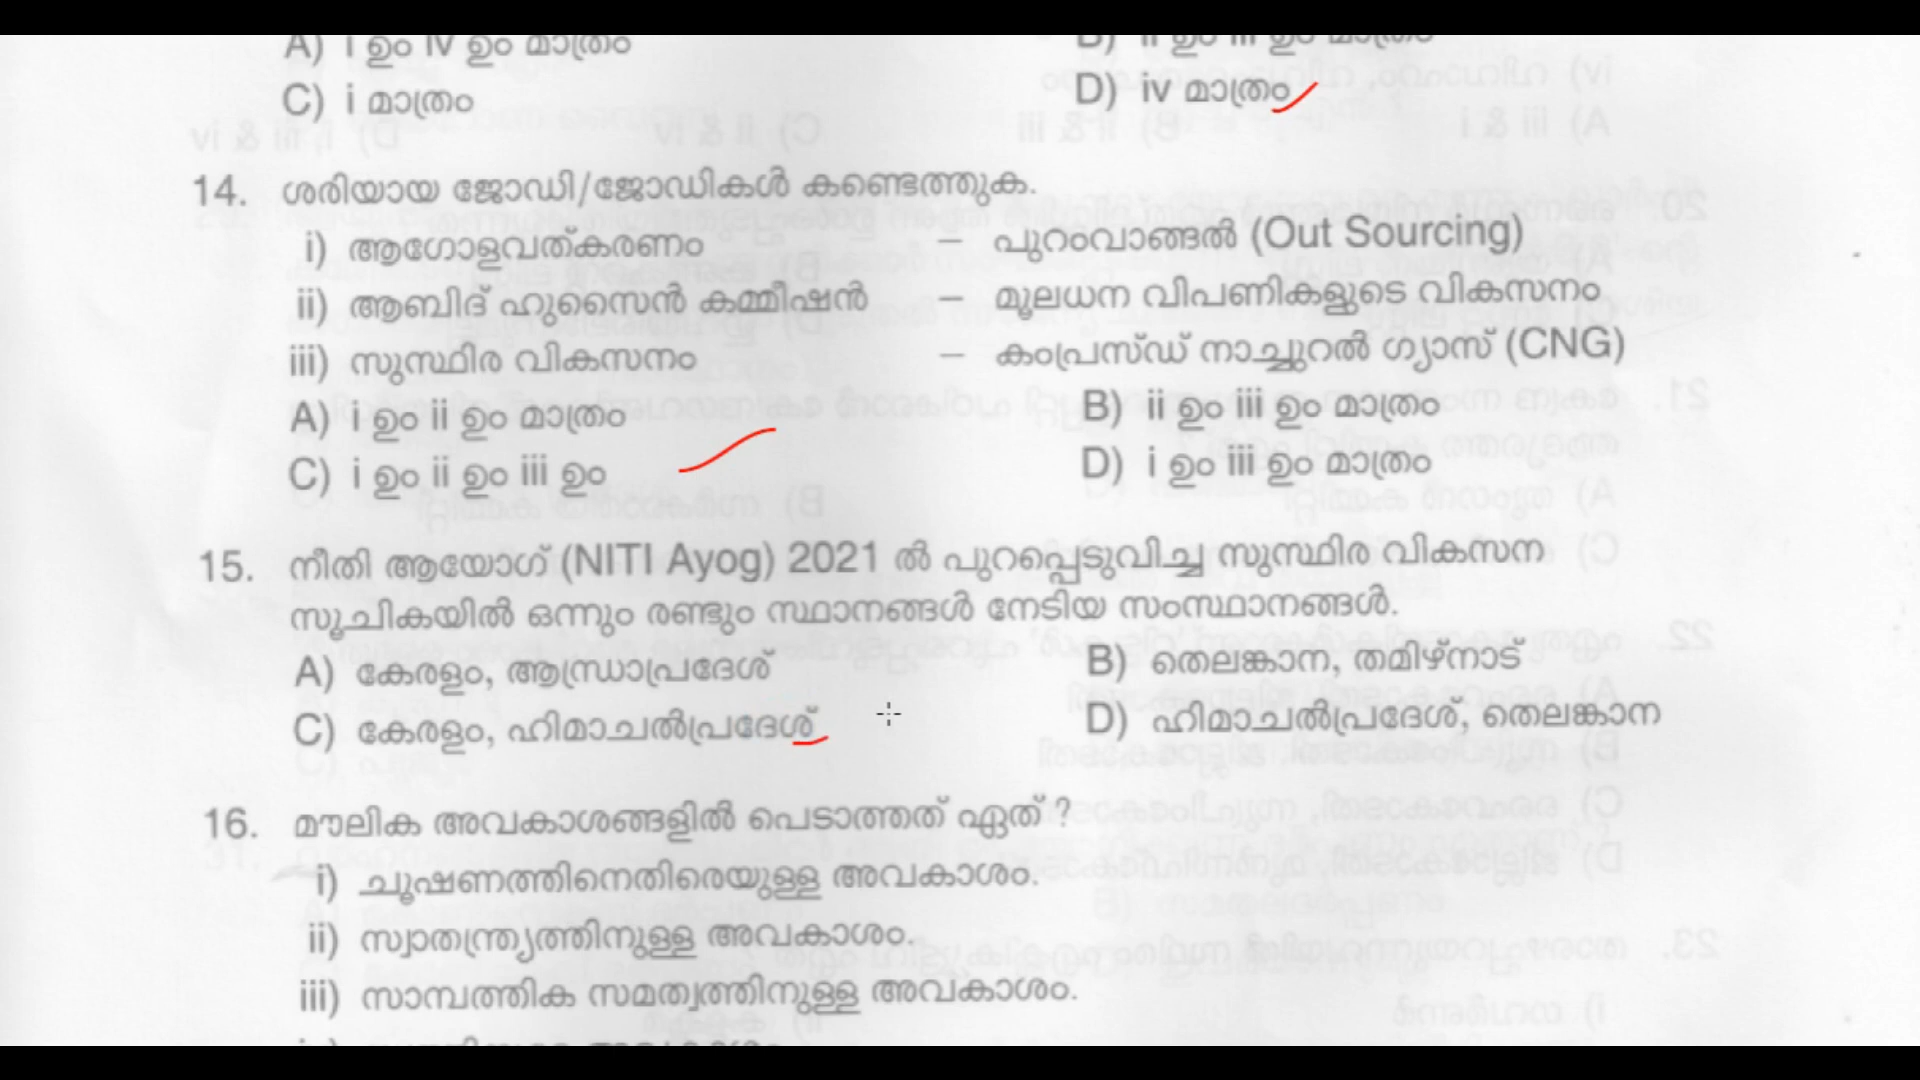 A) i ഉം iv ഉം മാത്രം
B) ii ഉം iii ഉം മാത്രം
C) i മാത്രം
D) iv മാത്രം
14. ശരിയായ ജോഡി/ജോഡികൾ കണ്ടെത്തുക.
i) ആഗോളവത്കരണം – പുറംവാങ്ങൽ (Out Sourcing)
ii) ആബിദ് ഹുസൈൻ കമ്മീഷൻ – മൂലധന വിപണികളുടെ വികസനം
iii) സുസ്ഥിര വികസനം – കംപ്രസ്ഡ് നാച്ചുറൽ ഗ്യാസ് (CNG)
A) i ഉം ii ഉം മാത്രം
B) ii ഉം iii ഉം മാത്രം
C) i ഉം ii ഉം iii ഉം
D) i ഉം iii ഉം മാത്രം
15. നീതി ആയോഗ് (NITI Ayog) 2021 ൽ പുറപ്പെടുവിച്ച സുസ്ഥിര വികസന
സൂചികയിൽ ഒന്നും രണ്ടും സ്ഥാനങ്ങൾ നേടിയ സംസ്ഥാനങ്ങൾ.
A) കേരളം, ആന്ധ്രാപ്രദേശ്
B) തെലങ്കാന, തമിഴ്നാട്
C) കേരളം, ഹിമാചൽപ്രദേശ്
D) ഹിമാചൽപ്രദേശ്, തെലങ്കാന
16. മൗലിക അവകാശങ്ങളിൽ പെടാത്തത് ഏത് ?
i) ചൂഷണത്തിനെതിരെയുള്ള അവകാശം.
ii) സ്വാതന്ത്ര്യത്തിനുള്ള അവകാശം.
iii) സാമ്പത്തിക സമത്വത്തിനുള്ള അവകാശം.